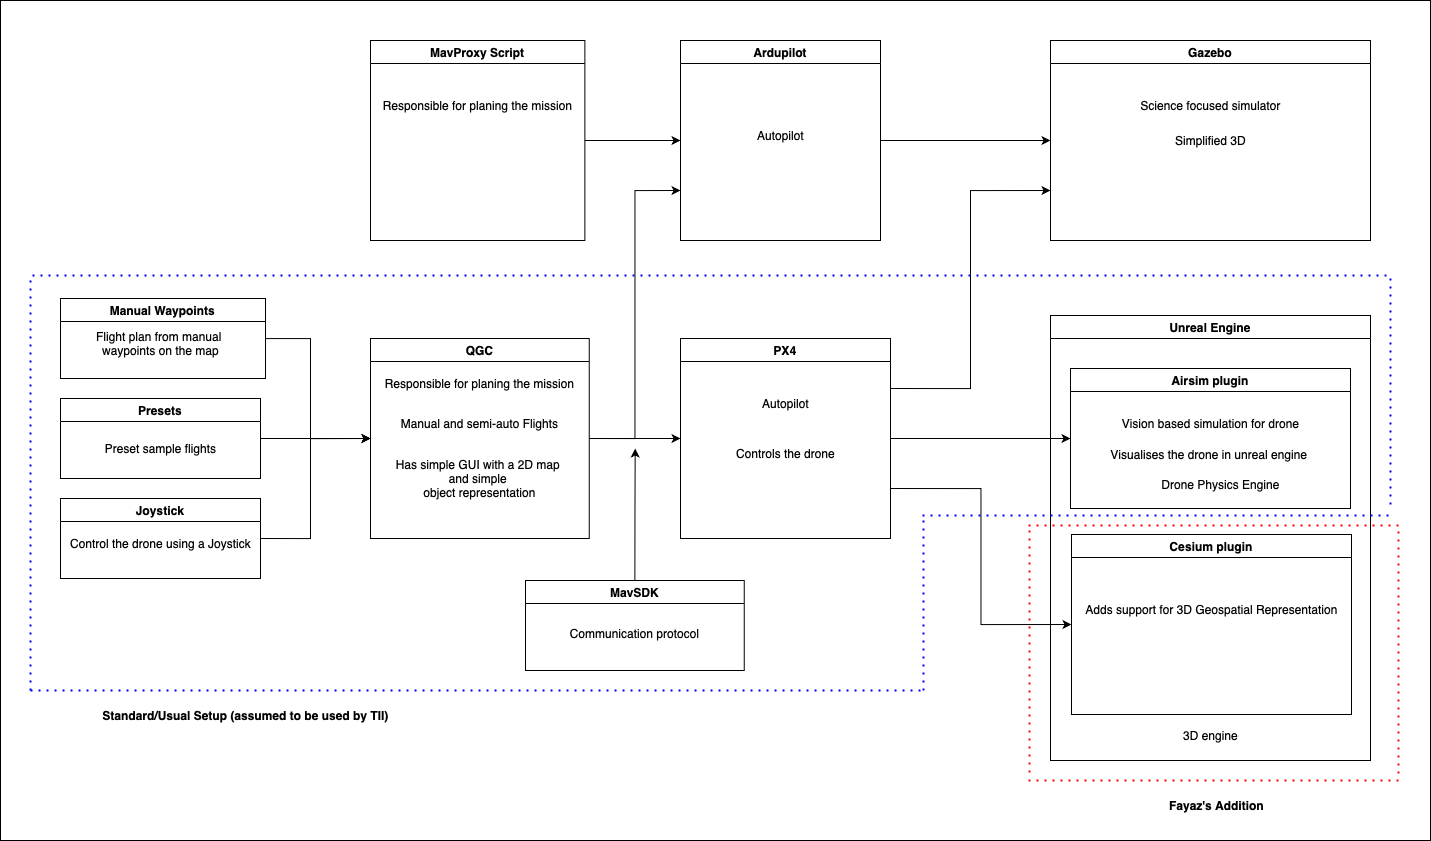 MavProxy Script
Responsible for planing the mission
Ardupilot
Autopilot
Gazebo
Science focused simulator
Simplified 3D
Manual Waypoints
Flight plan from manual
waypoints on the map
Presets
Preset sample flights
Joystick
Control the drone using a Joystick
QGC
Responsible for planing the mission
Manual and semi-auto Flights
Has simple GUI with a 2D map
and simple
object representation
PX4
Autopilot
Controls the drone
MavSDK
Communication protocol
Unreal Engine
Airsim plugin
Vision based simulation for drone
Visualises the drone in unreal engine
Drone Physics Engine
Cesium plugin
Adds support for 3D Geospatial Representation
3D engine
Standard/Usual Setup (assumed to be used by TII)
Fayaz's Addition